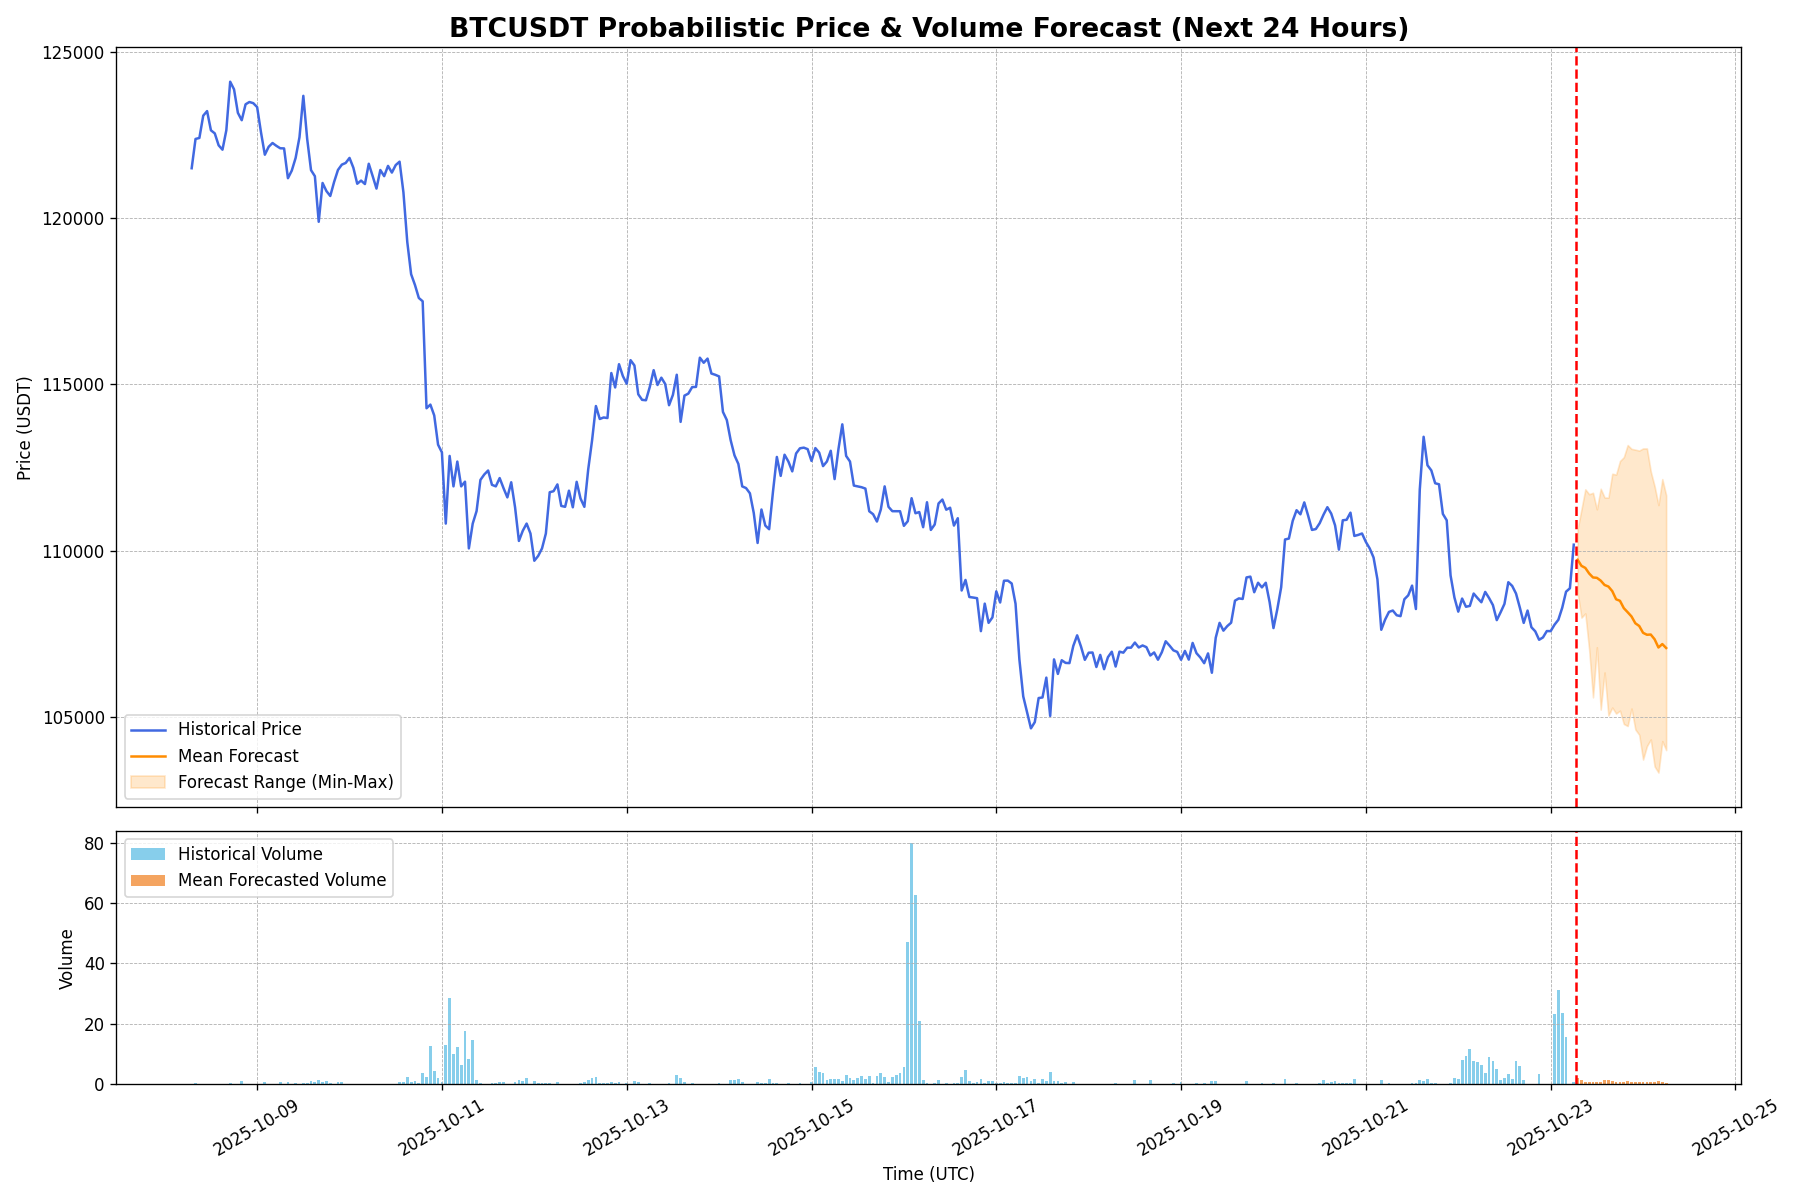 BTCUSDT Probabilistic Price & Volume Forecast (Next 24 Hours)
125000
120000
115000
110000
105000
Price (USDT)
Historical Price
Mean Forecast
Forecast Range (Min-Max)
80
60
40
20
0
Volume
Historical Volume
Mean Forecasted Volume
2025-10-09
2025-10-11
2025-10-13
2025-10-15
2025-10-17
2025-10-19
2025-10-21
2025-10-23
2025-10-25
Time (UTC)